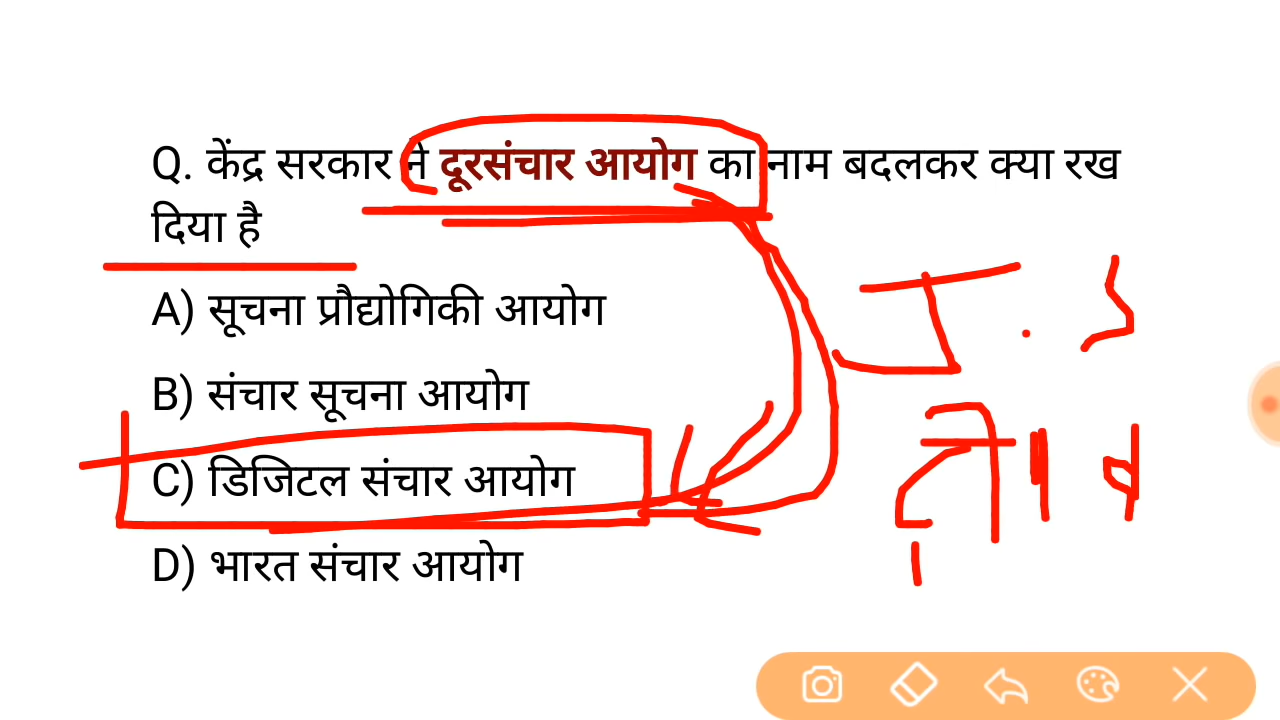 Q. केंद्र सरकार ने दूरसंचार आयोग का नाम बदलकर क्या रख
दिया है
A) सूचना प्रौद्योगिकी आयोग
B) संचार सूचना आयोग
C) डिजिटल संचार आयोग
D) भारत संचार आयोग